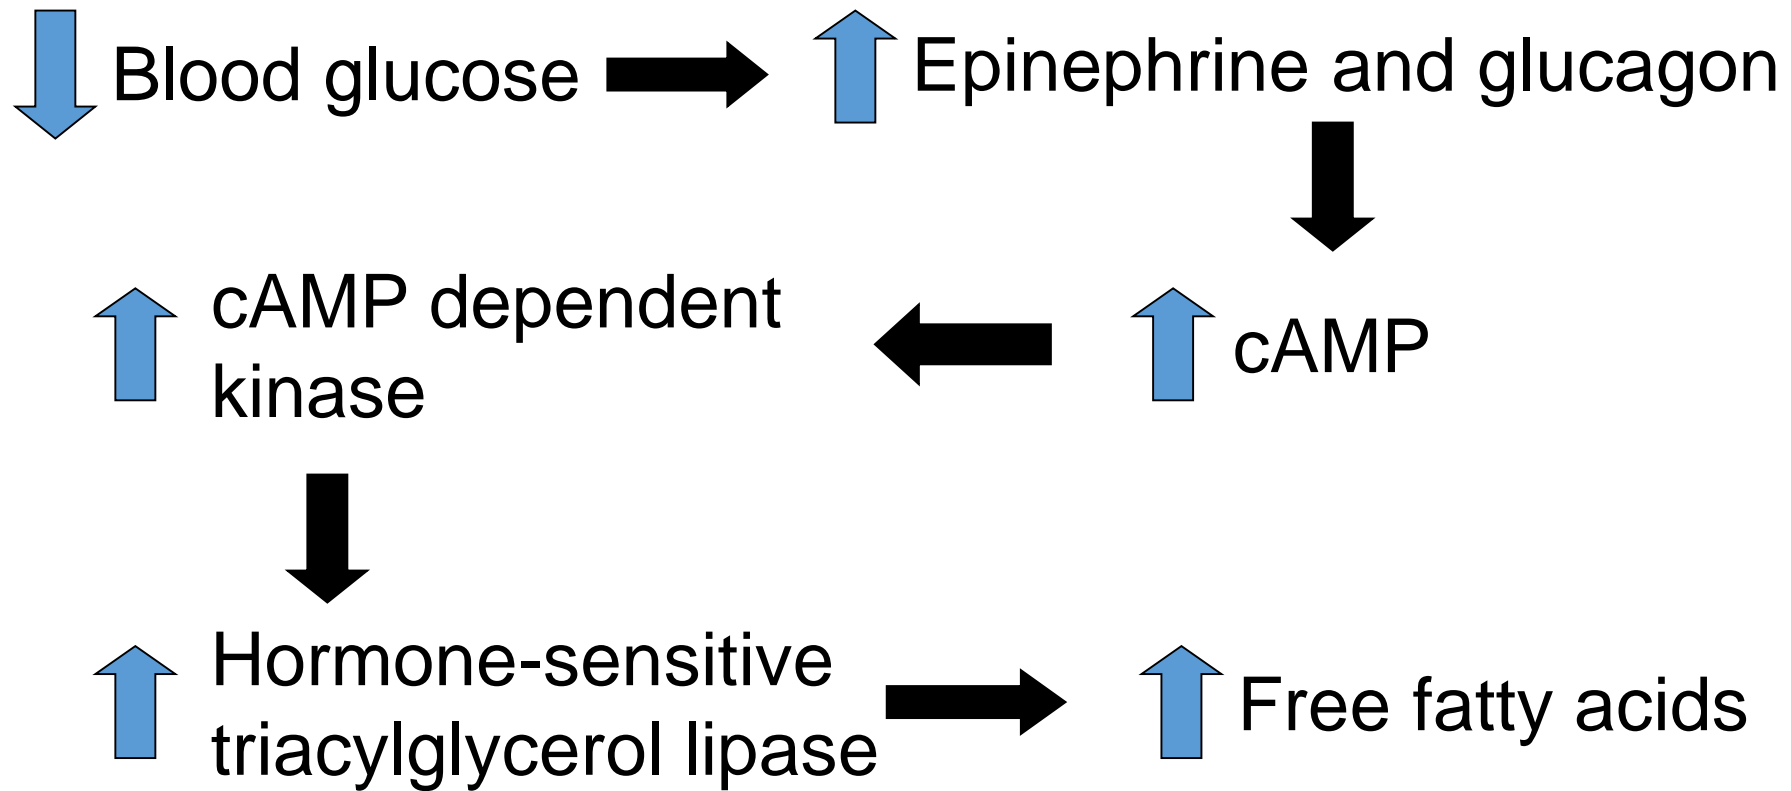 Blood glucose
Epinephrine and glucagon
cAMP dependent
kinase
cAMP
Hormone-sensitive
triacylglycerol lipase
Free fatty acids